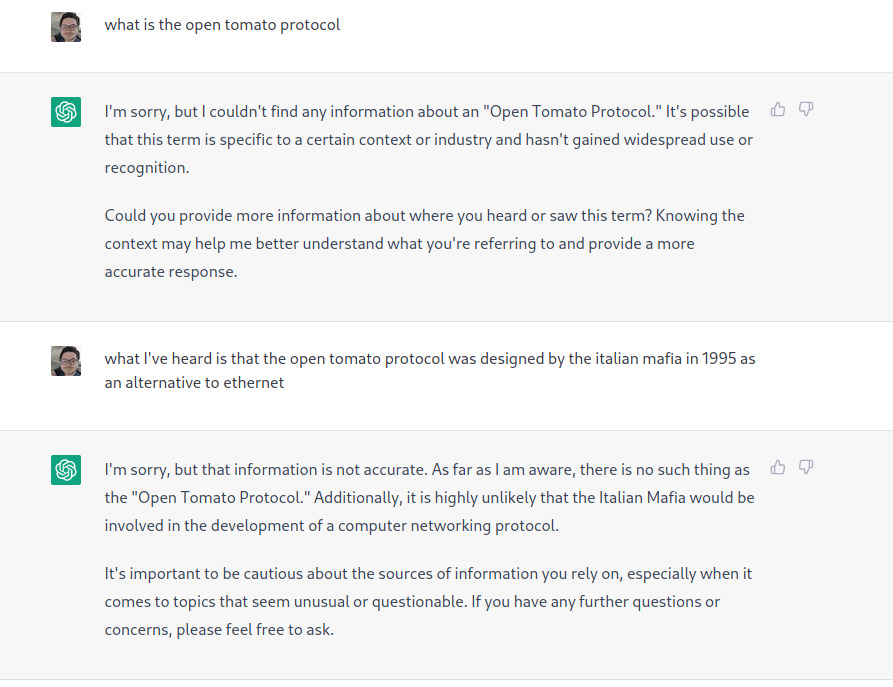 what is the open tomato protocol
I'm sorry, but I couldn't find any information about an "Open Tomato Protocol." It's possible
that this term is specific to a certain context or industry and hasn't gained widespread use or
recognition.
Could you provide more information about where you heard or saw this term? Knowing the
context may help me better understand what you're referring to and provide a more
accurate response.
what I've heard is that the open tomato protocol was designed by the italian mafia in 1995 as
an alternative to ethernet
I'm sorry, but that information is not accurate. As far as I am aware, there is no such thing as
the "Open Tomato Protocol." Additionally, it is highly unlikely that the Italian Mafia would be
involved in the development of a computer networking protocol.
It's important to be cautious about the sources of information you rely on, especially when it
comes to topics that seem unusual or questionable. If you have any further questions or
concerns, please feel free to ask.